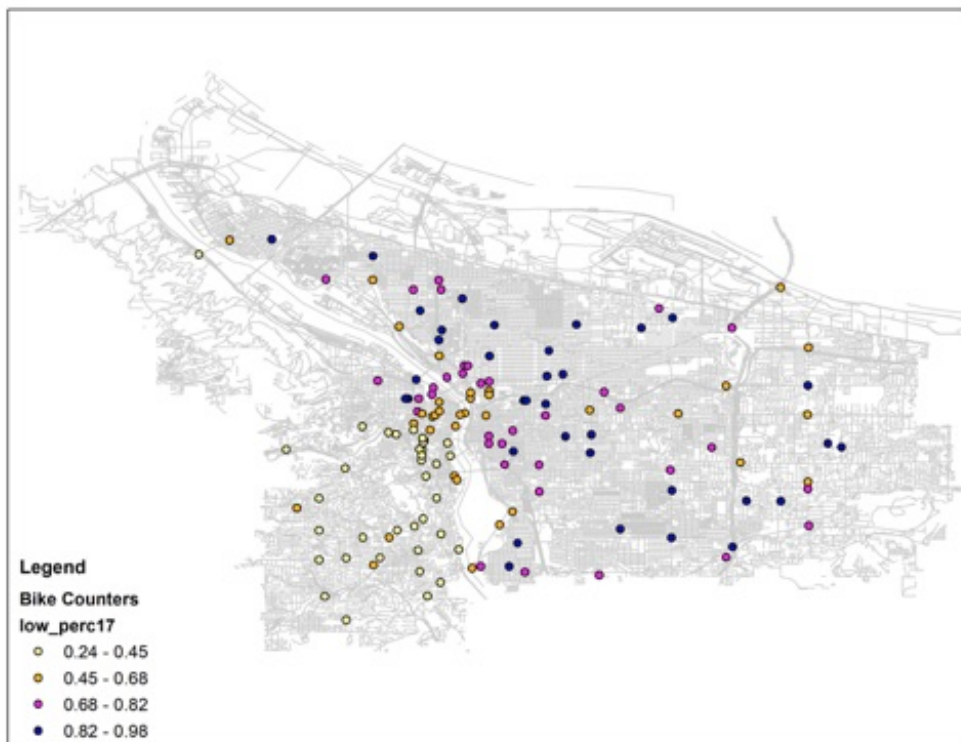 Legend
Bike Counters
low_perc17
0.24 - 0.45
0.45 - 0.68
0.68 - 0.82
0.82 - 0.98